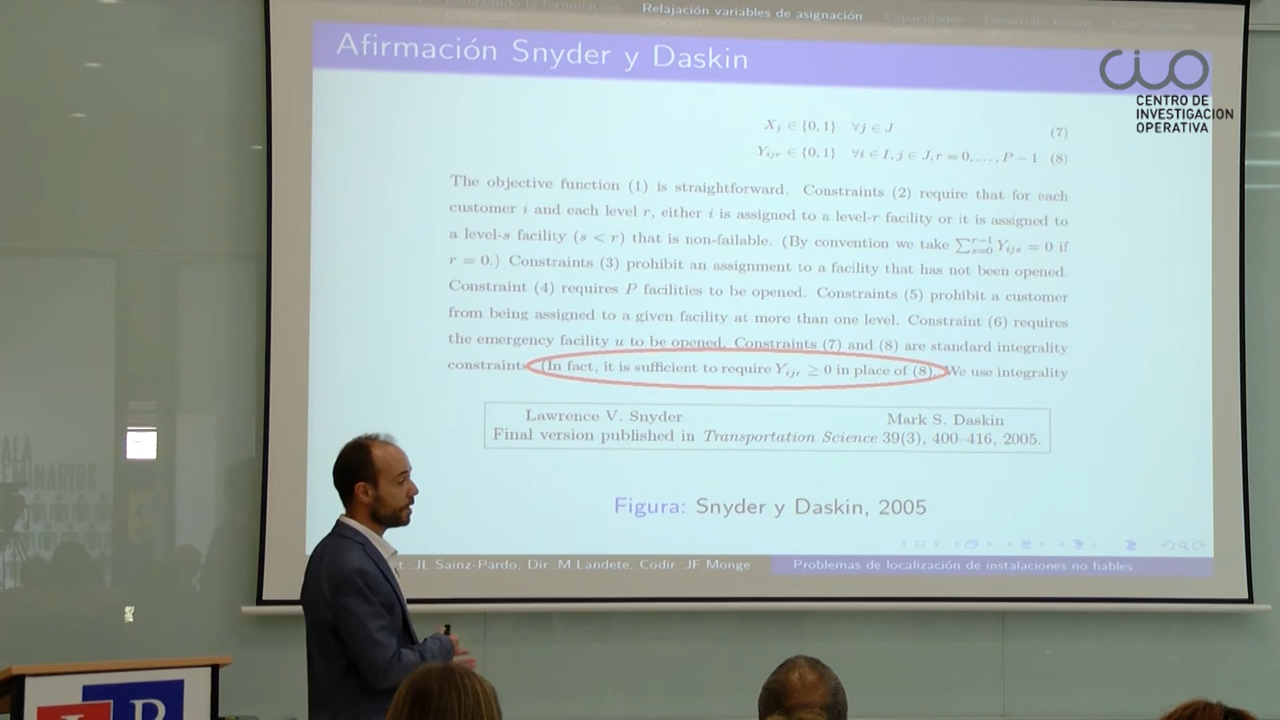 Relajación variables de asignación
Capacidades
Afirmación Snyder y Daskin
CIO
CENTRO DE
INVESTIGACION
OPERATIVA
X_j ∈ {0, 1} ∀j ∈ J (7)
Y_ijr ∈ {0, 1} ∀i ∈ I, j ∈ J, r = 0, . . . , P − 1 (8)
The objective function (1) is straightforward. Constraints (2) require that for each
customer i and each level r, either i is assigned to a level-r facility or it is assigned to
a level-s facility (s < r) that is non-failable. (By convention we take ∑_{s=0}^{r−1} Y_ijs = 0 if
r = 0.) Constraints (3) prohibit an assignment to a facility that has not been opened.
Constraint (4) requires P facilities to be opened. Constraints (5) prohibit a customer
from being assigned to a given facility at more than one level. Constraint (6) requires
the emergency facility u to be opened. Constraints (7) and (8) are standard integrality
constraints (In fact, it is sufficient to require Y_ijr ≥ 0 in place of (8). We use integrality
Lawrence V. Snyder Mark S. Daskin
Final version published in Transportation Science 39(3), 400–416, 2005.
Figura: Snyder y Daskin, 2005
t.:JL Sainz-Pardo, Dir.:M Landete, Codir.:JF Monge
Problemas de localización de instalaciones no fiables